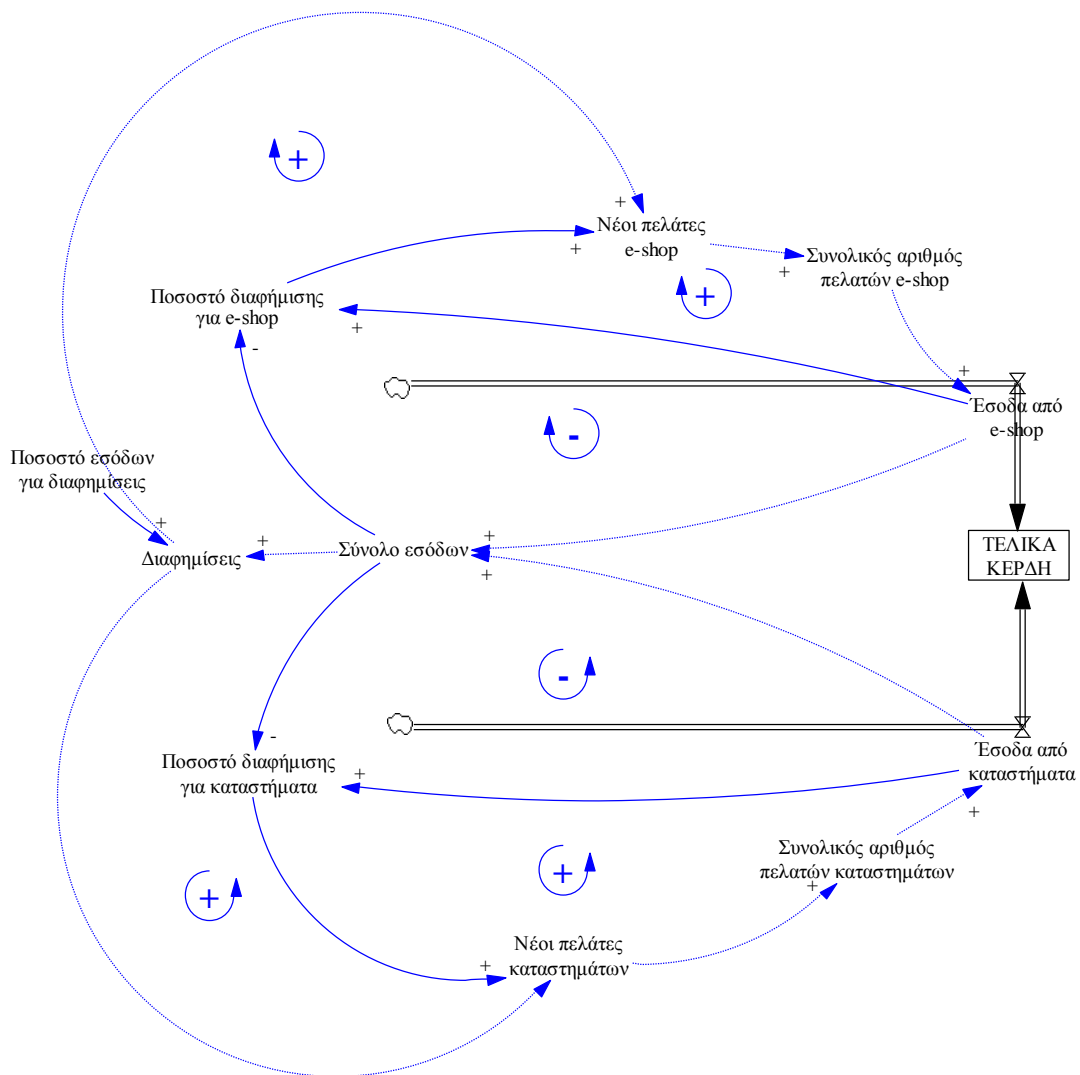 +
+
Νέοι πελάτες
e-shop
+
Συνολικός αριθμός
πελατών e-shop
+
+
Ποσοστό διαφήμισης
για e-shop
+
-
+
Έσοδα από
e-shop
-
Ποσοστό εσόδων
για διαφημίσεις
+
+
+
Διαφημίσεις
Σύνολο εσόδων
ΤΕΛΙΚΑ
ΚΕΡΔΗ
+
-
-
Ποσοστό διαφήμισης
για καταστήματα
+
Έσοδα από
καταστήματα
+
Συνολικός αριθμός
πελατών καταστημάτων
+
+
+
Νέοι πελάτες
καταστημάτων
+